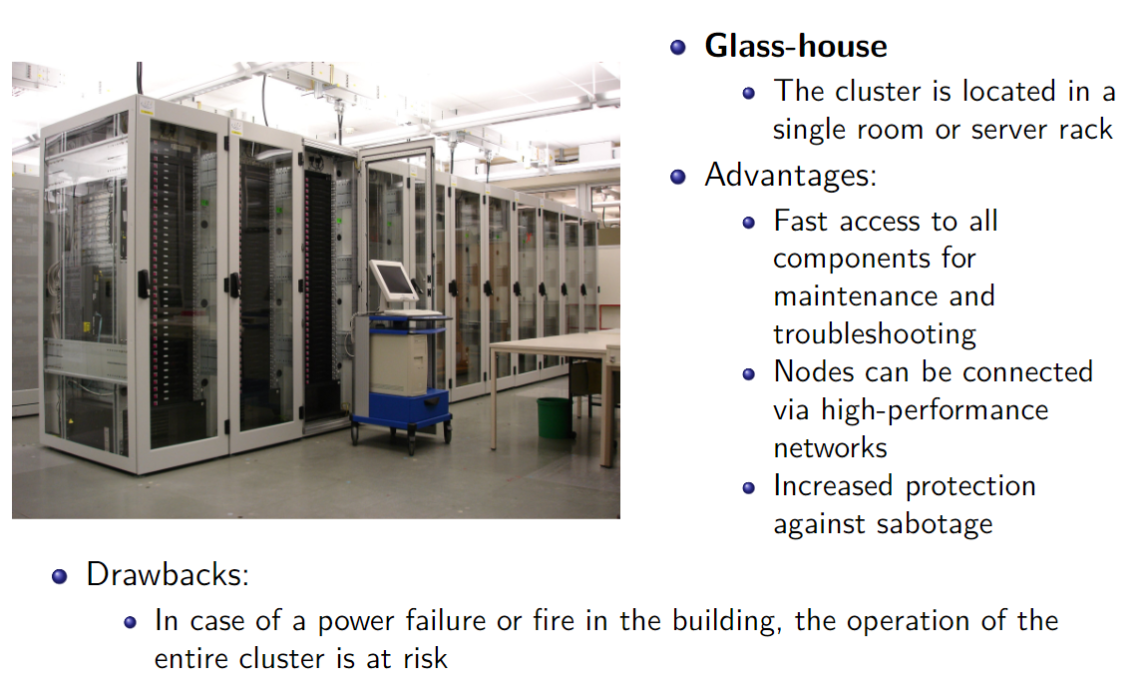 Glass-house
The cluster is located in a
single room or server rack
Advantages:
Fast access to all
components for
maintenance and
troubleshooting
Nodes can be connected
via high-performance
networks
Increased protection
against sabotage
Drawbacks:
In case of a power failure or fire in the building, the operation of the
entire cluster is at risk